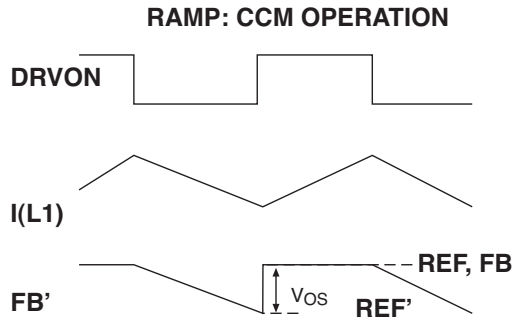 RAMP: CCM OPERATION
DRVON
I(L1)
REF, FB
FB’
VOS
REF’